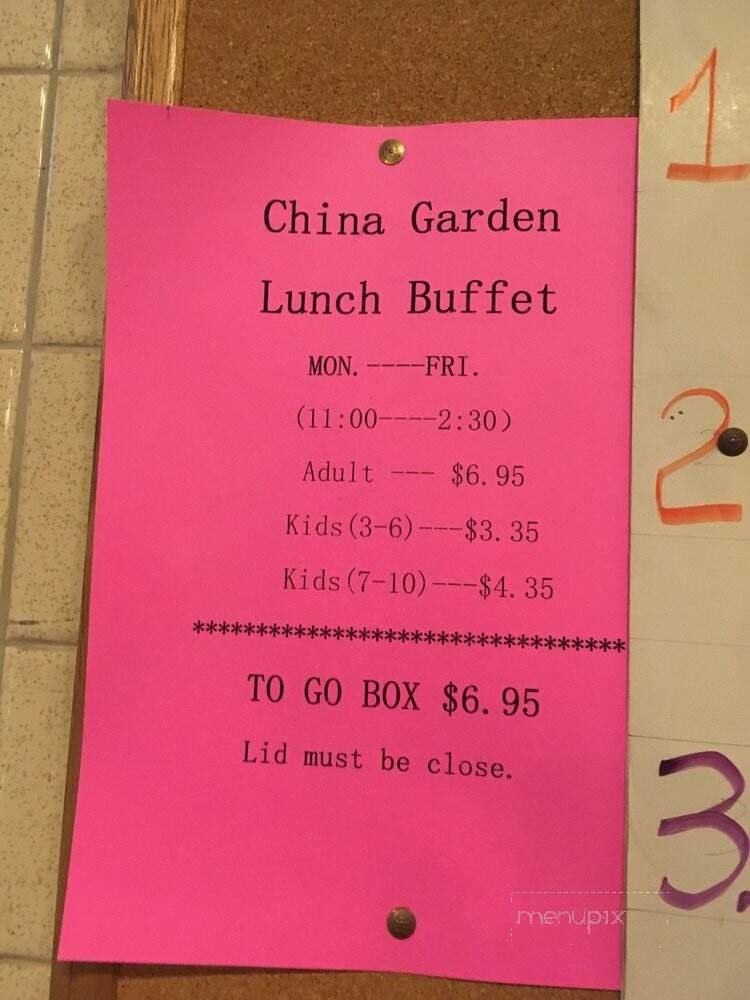 China Garden
Lunch Buffet
MON. ----FRI.
(11:00----2:30)
Adult --- $6.95
Kids(3-6)---$3.35
Kids(7-10)---$4.35
**********************************
TO GO BOX $6.95
Lid must be close.
1
2
3.
menupix